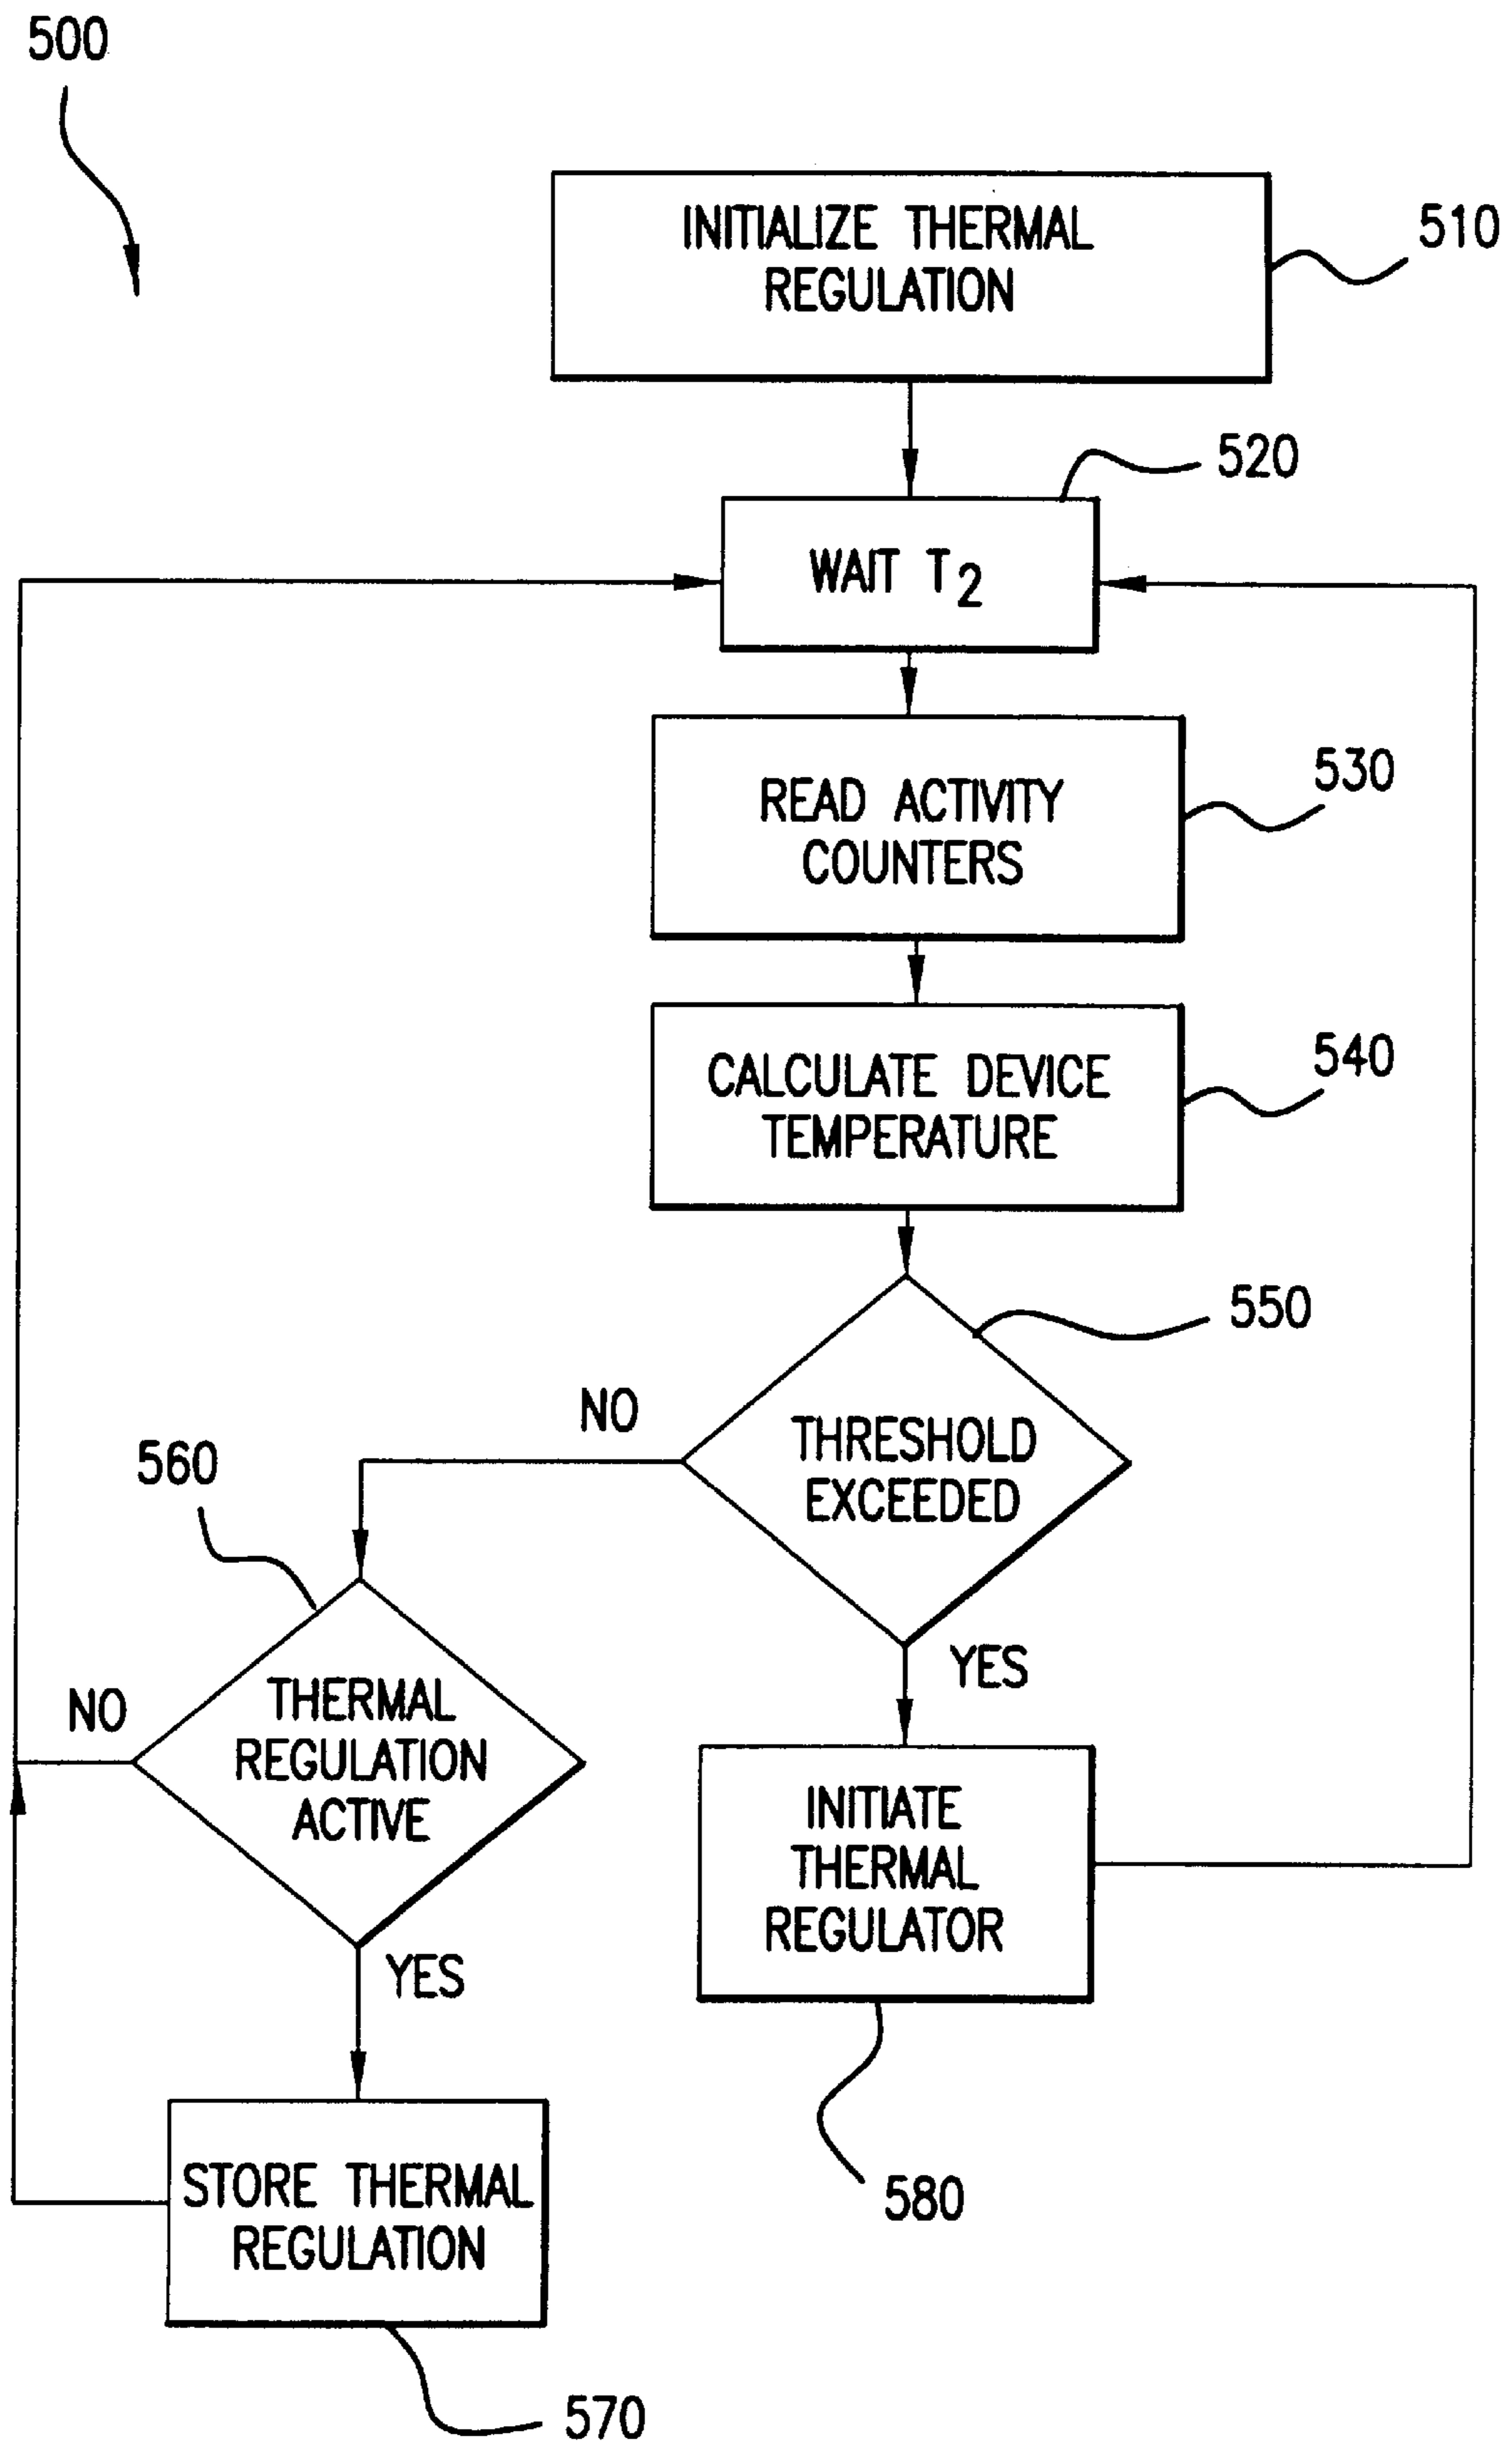 500
INITIALIZE THERMAL
REGULATION
510
520
WAIT T2
READ ACTIVITY
COUNTERS
530
CALCULATE DEVICE
TEMPERATURE
540
550
THRESHOLD
EXCEEDED
NO
YES
560
THERMAL
REGULATION
ACTIVE
NO
YES
INITIATE
THERMAL
REGULATOR
580
STORE THERMAL
REGULATION
570